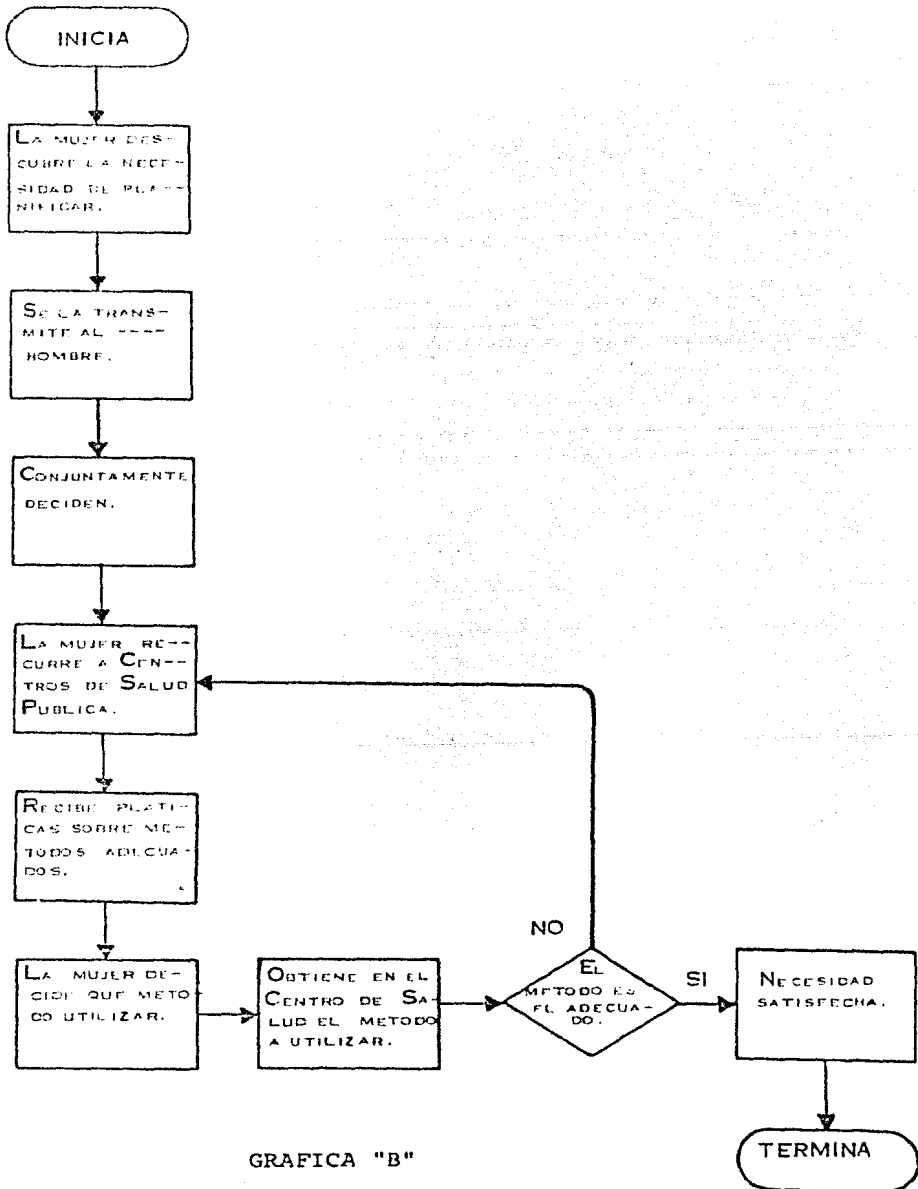 INICIA
LA MUJER DES-
CUBRE LA NECE-
SIDAD DE PLA--
NIFICAR.
SE LA TRANS-
MITE AL ----
HOMBRE.
CONJUNTAMENTE
DECIDEN.
LA MUJER RE--
CURRE A CEN--
TROS DE SALUD
PUBLICA.
RECIBE PLATI-
CAS SOBRE ME-
TODOS ADECUA-
DOS.
LA MUJER DE-
CIDE QUE METO-
DO UTILIZAR.
OBTIENE EN EL
CENTRO DE SA-
LUD EL METODO
A UTILIZAR.
NO
EL
METODO ES
EL ADECUA-
DO.
SI
NECESIDAD
SATISFECHA.
TERMINA
GRAFICA "B"